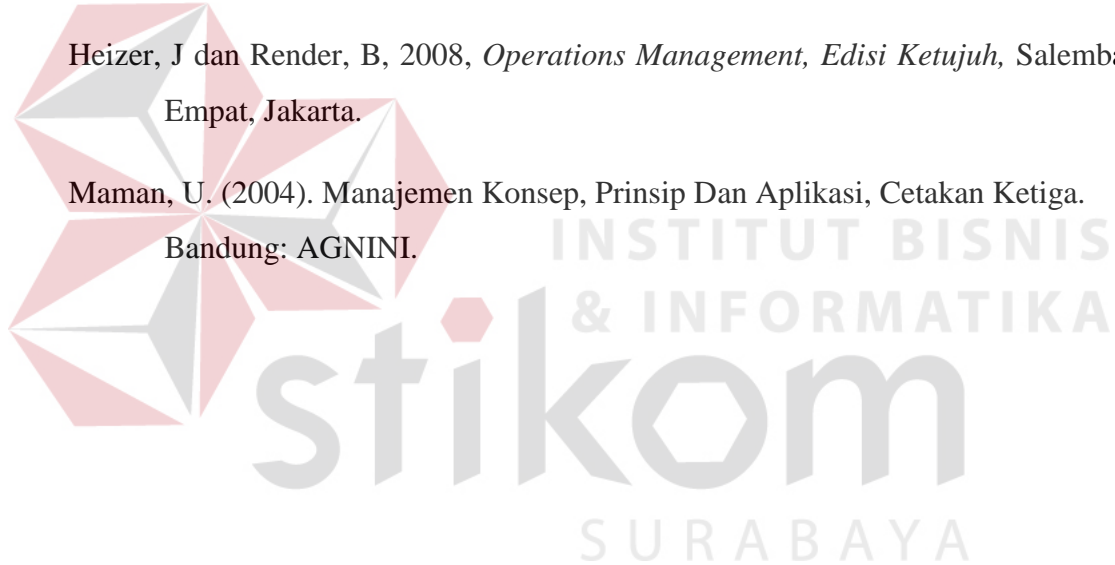 Heizer, J dan Render, B, 2008, Operations Management, Edisi Ketujuh, Salemba
Empat, Jakarta.
Maman, U. (2004). Manajemen Konsep, Prinsip Dan Aplikasi, Cetakan Ketiga.
Bandung: AGNINI.
INSTITUT BISNIS
& INFORMATIKA
stikom
SURABAYA